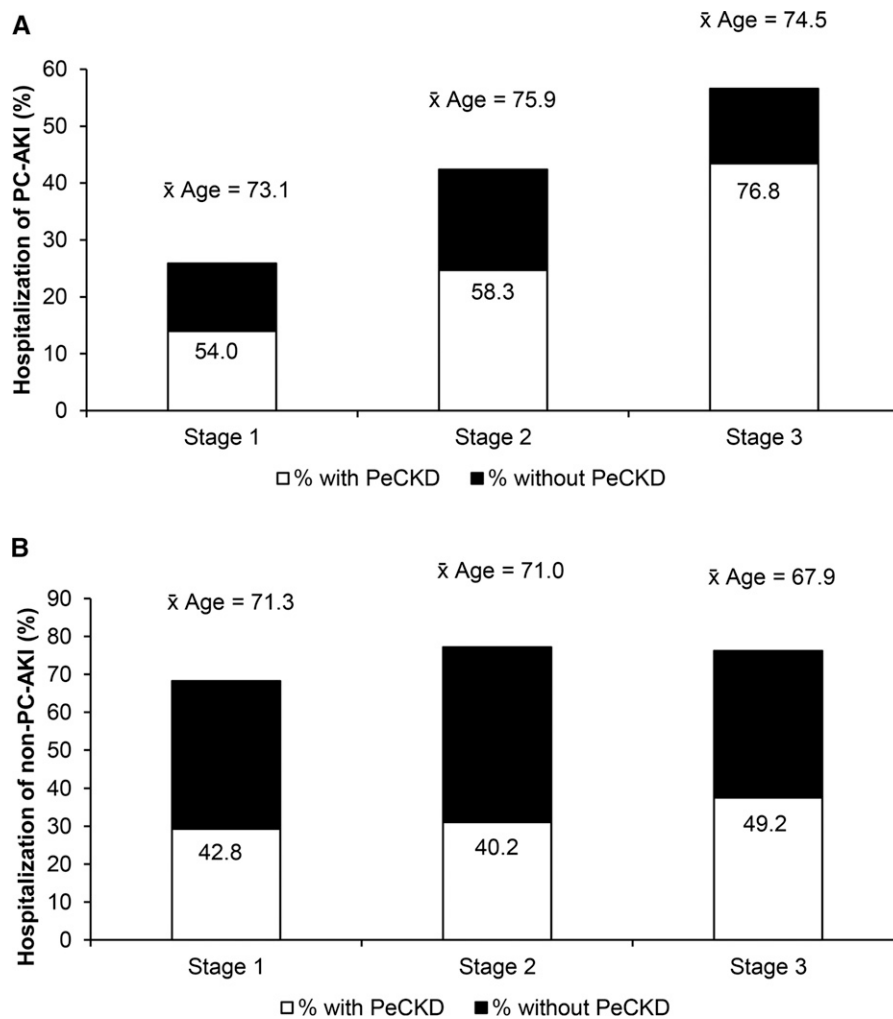 A
x̄ Age = 74.5
60
x̄ Age = 75.9
50
x̄ Age = 73.1
40
76.8
30
58.3
20
54.0
10
0
Hospitalization of PC-AKI (%)
Stage 1 Stage 2 Stage 3
% with PeCKD % without PeCKD
B
x̄ Age = 71.3 x̄ Age = 71.0 x̄ Age = 67.9
90
80
70
60
50
40
30
42.8 40.2 49.2
20
10
0
Hospitalization of non-PC-AKI (%)
Stage 1 Stage 2 Stage 3
% with PeCKD % without PeCKD